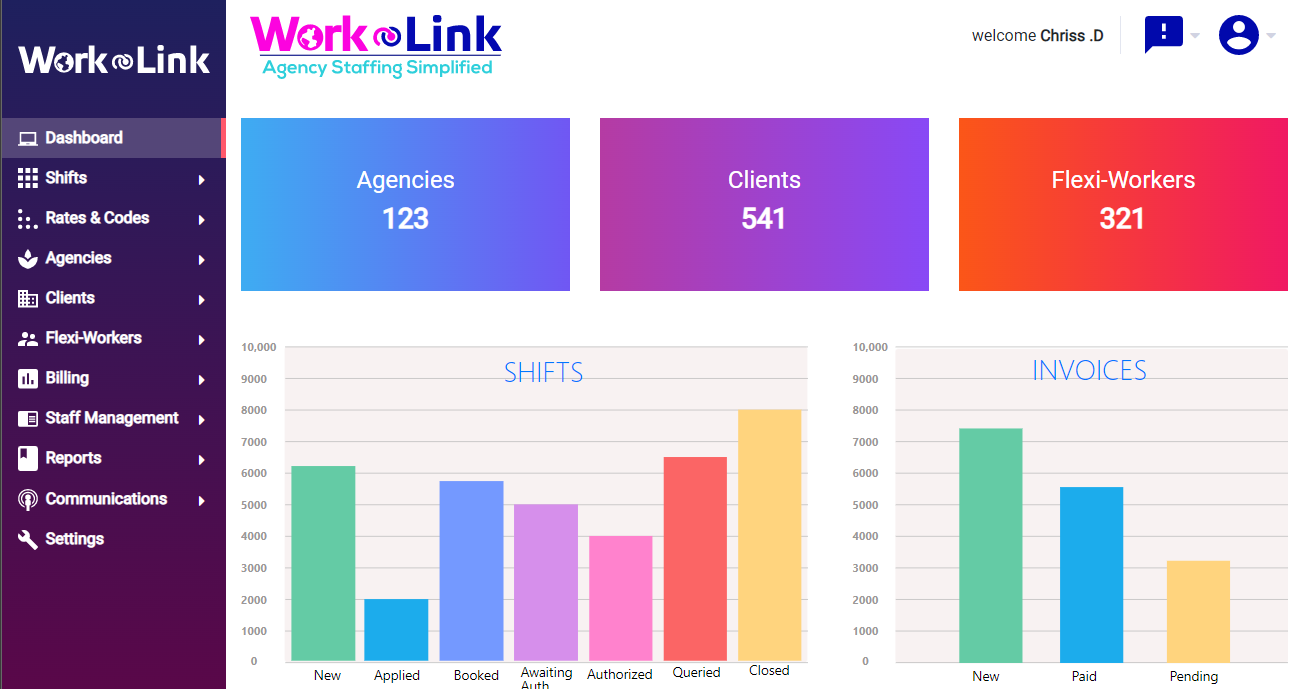 Work Link
Work Link
Agency Staffing Simplified
welcome Chriss .D
Dashboard
Shifts
Rates & Codes
Agencies
Clients
Flexi-Workers
Billing
Staff Management
Reports
Communications
Settings
Agencies
123
Clients
541
Flexi-Workers
321
SHIFTS
10,000
9000
8000
7000
6000
5000
4000
3000
2000
1000
0
New
Applied
Booked
Awaiting
Auth
Authorized
Queried
Closed
INVOICES
10,000
9000
8000
7000
6000
5000
4000
3000
2000
1000
0
New
Paid
Pending